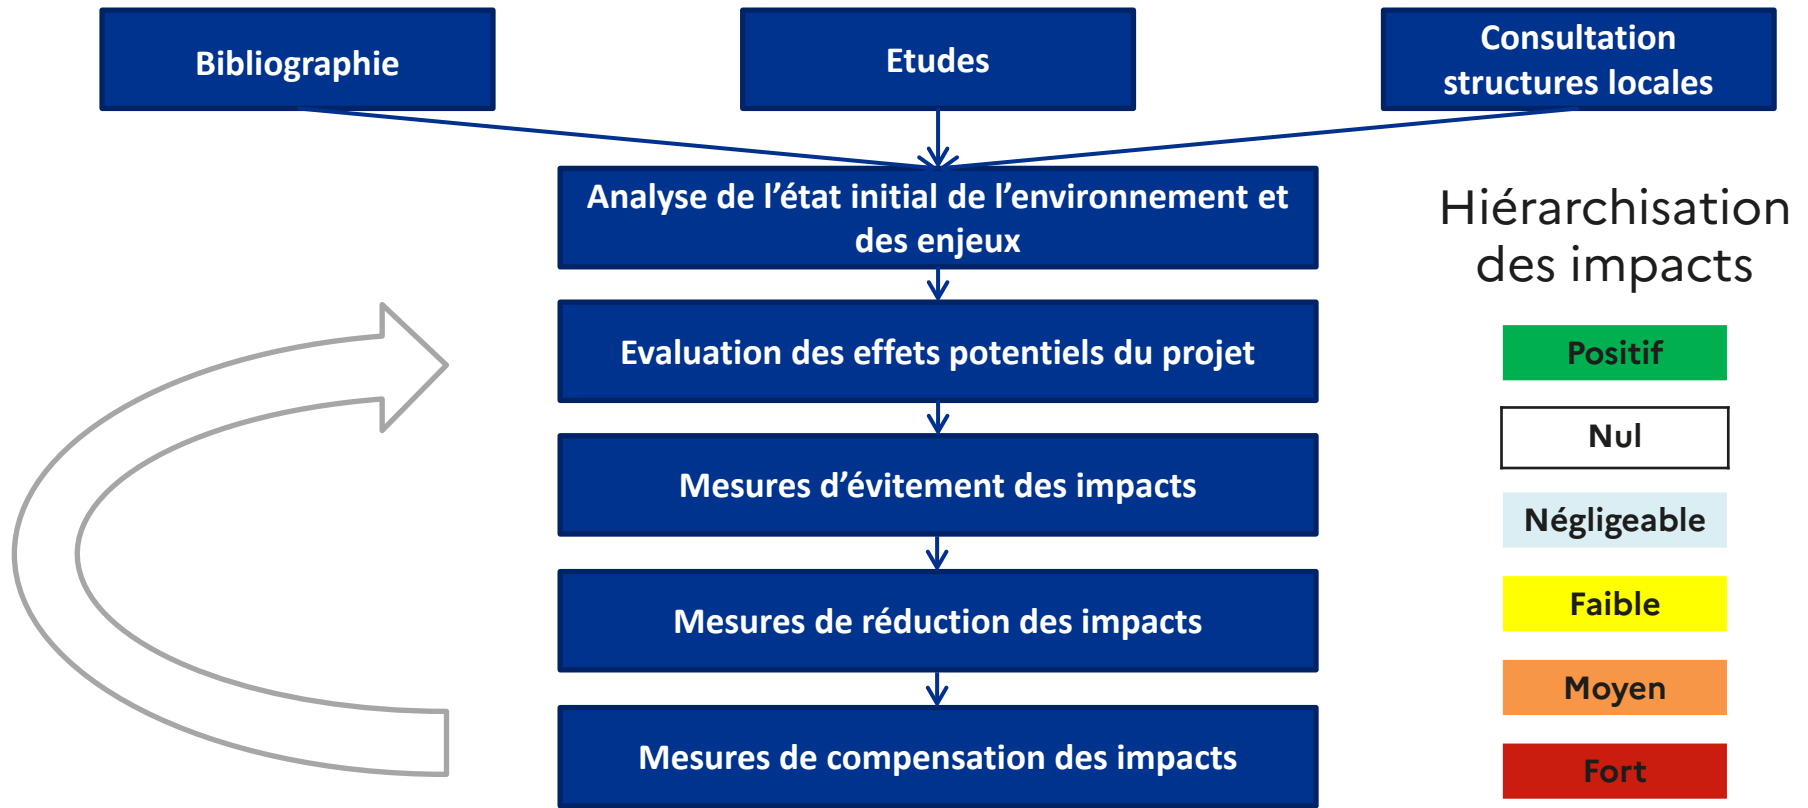 Bibliographie
Etudes
Consultation
structures locales
Analyse de l’état initial de l’environnement et
des enjeux
Evaluation des effets potentiels du projet
Mesures d’évitement des impacts
Mesures de réduction des impacts
Mesures de compensation des impacts
Hiérarchisation
des impacts
Positif
Nul
Négligeable
Faible
Moyen
Fort